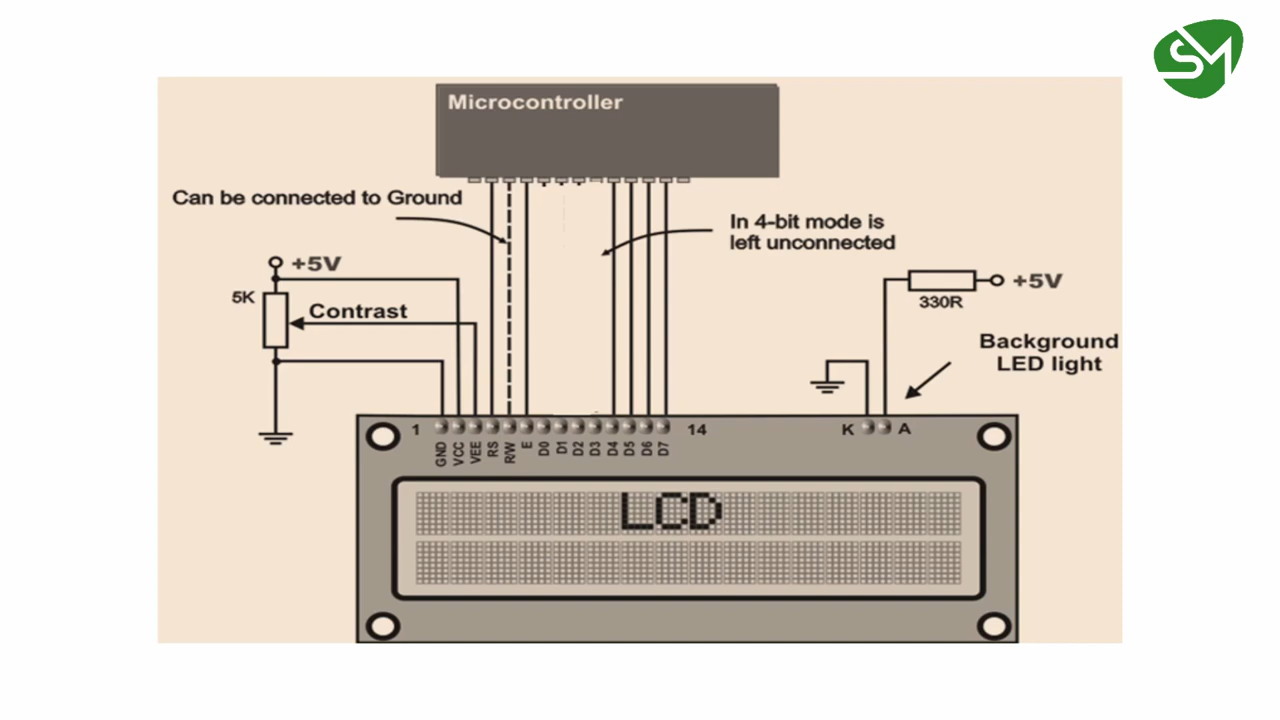 SM
Microcontroller
Can be connected to Ground
In 4-bit mode is
left unconnected
+5V
5K
Contrast
+5V
330R
Background
LED light
1
GND
VCC
VEE
RS
R/W
E
D0
D1
D2
D3
D4
D5
D6
D7
14
K
A
LCD